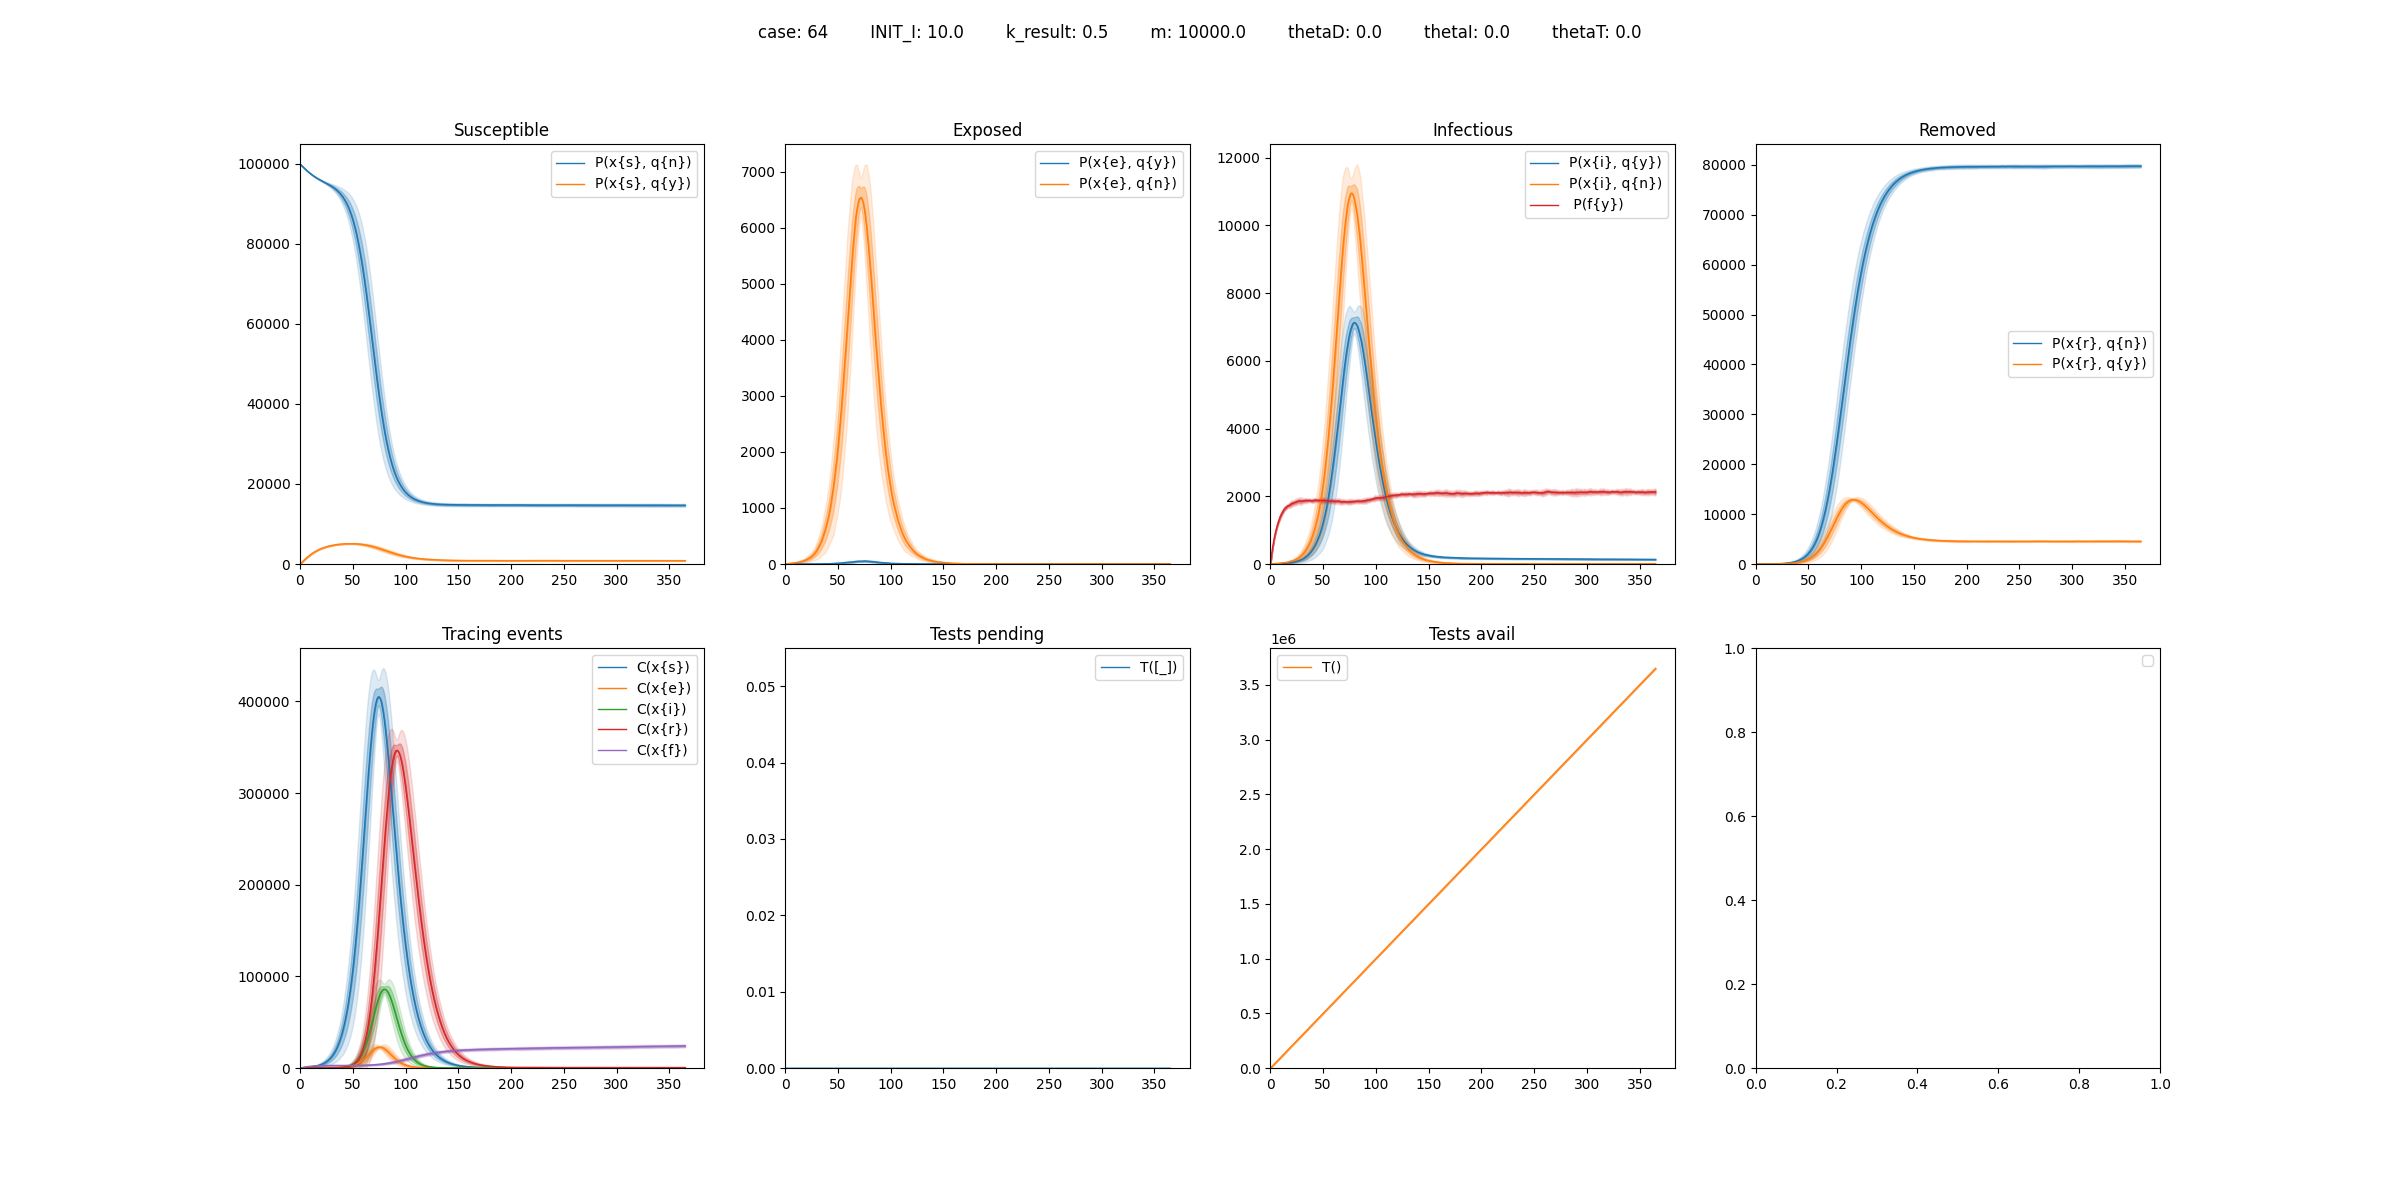 case: 64 INIT_I: 10.0 k_result: 0.5 m: 10000.0 thetaD: 0.0 thetaI: 0.0 thetaT: 0.0
Susceptible
100000
80000
60000
40000
20000
0
0 50 100 150 200 250 300 350
P(x{s}, q{n})
P(x{s}, q{y})
Exposed
7000
6000
5000
4000
3000
2000
1000
0
0 50 100 150 200 250 300 350
P(x{e}, q{y})
P(x{e}, q{n})
Infectious
12000
10000
8000
6000
4000
2000
0
0 50 100 150 200 250 300 350
P(x{i}, q{y})
P(x{i}, q{n})
P(f{y})
Removed
80000
70000
60000
50000
40000
30000
20000
10000
0
0 50 100 150 200 250 300 350
P(x{r}, q{n})
P(x{r}, q{y})
Tracing events
400000
300000
200000
100000
0
0 50 100 150 200 250 300 350
C(x{s})
C(x{e})
C(x{i})
C(x{r})
C(x{f})
Tests pending
0.05
0.04
0.03
0.02
0.01
0.00
0 50 100 150 200 250 300 350
T([_])
Tests avail
1e6
3.5
3.0
2.5
2.0
1.5
1.0
0.5
0.0
0 50 100 150 200 250 300 350
T()
1.0
0.8
0.6
0.4
0.2
0.0
0.0 0.2 0.4 0.6 0.8 1.0